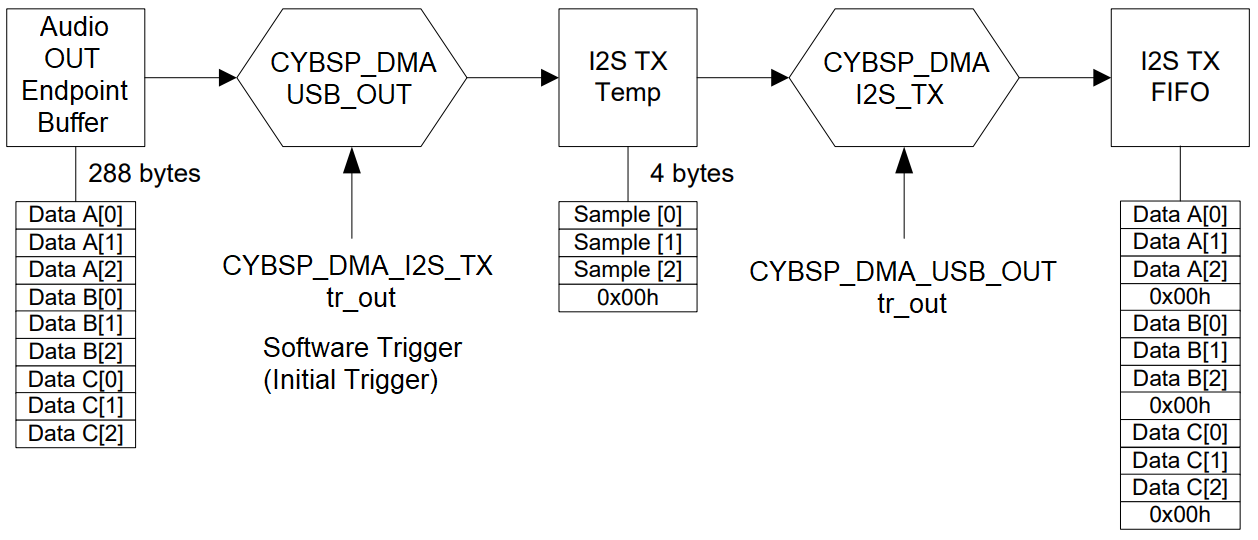 Audio
OUT
Endpoint
Buffer
CYBSP_DMA
USB_OUT
I2S TX
Temp
CYBSP_DMA
I2S_TX
I2S TX
FIFO
288 bytes
Data A[0]
Data A[1]
Data A[2]
Data B[0]
Data B[1]
Data B[2]
Data C[0]
Data C[1]
Data C[2]
CYBSP_DMA_I2S_TX
tr_out
Software Trigger
(Initial Trigger)
4 bytes
Sample [0]
Sample [1]
Sample [2]
0x00h
CYBSP_DMA_USB_OUT
tr_out
Data A[0]
Data A[1]
Data A[2]
0x00h
Data B[0]
Data B[1]
Data B[2]
0x00h
Data C[0]
Data C[1]
Data C[2]
0x00h